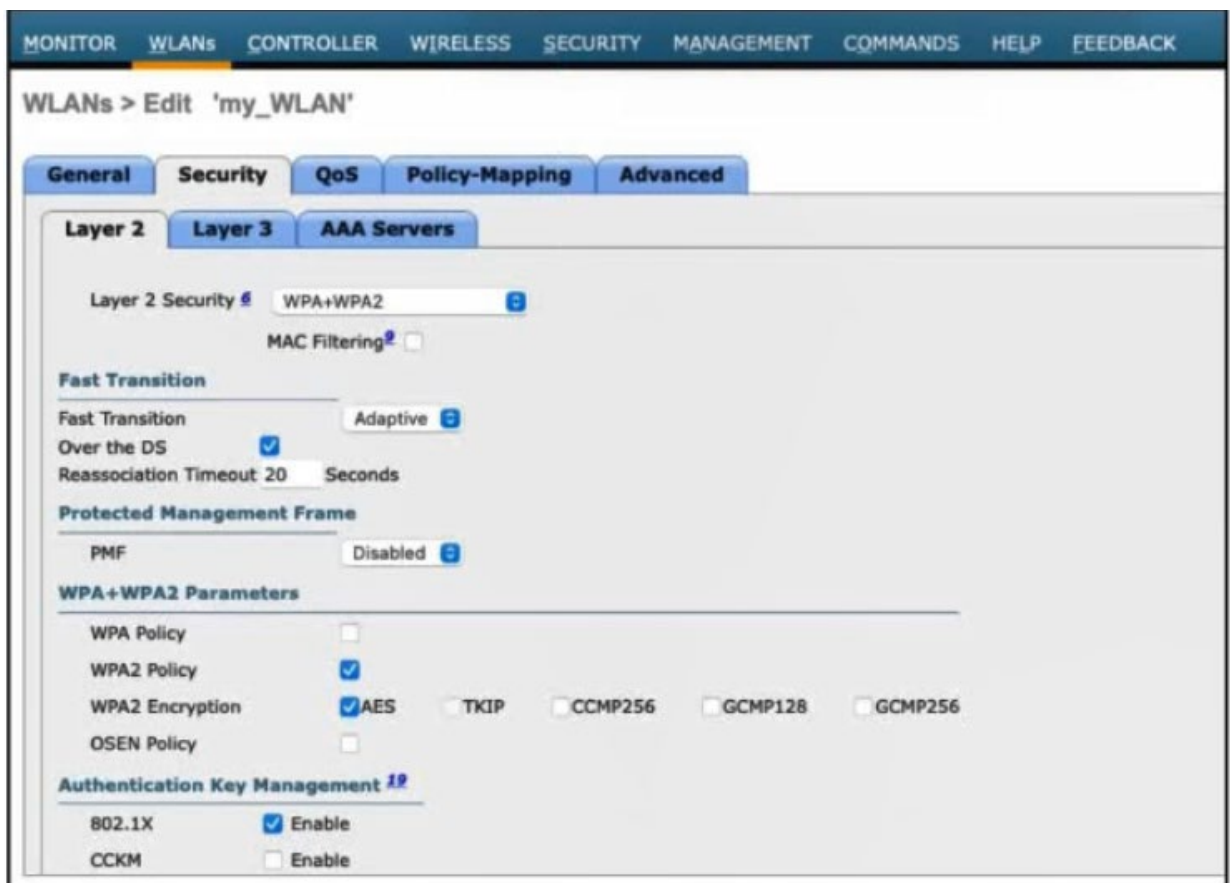 MONITOR WLANs CONTROLLER WIRELESS SECURITY MANAGEMENT COMMANDS HELP FEEDBACK
WLANs > Edit 'my_WLAN'
General Security QoS Policy-Mapping Advanced
Layer 2 Layer 3 AAA Servers
Layer 2 Security 6 WPA+WPA2
MAC Filtering 9
Fast Transition
Fast Transition Adaptive
Over the DS
Reassociation Timeout 20 Seconds
Protected Management Frame
PMF Disabled
WPA+WPA2 Parameters
WPA Policy
WPA2 Policy
WPA2 Encryption AES TKIP CCMP256 GCMP128 GCMP256
OSEN Policy
Authentication Key Management 19
802.1X Enable
CCKM Enable